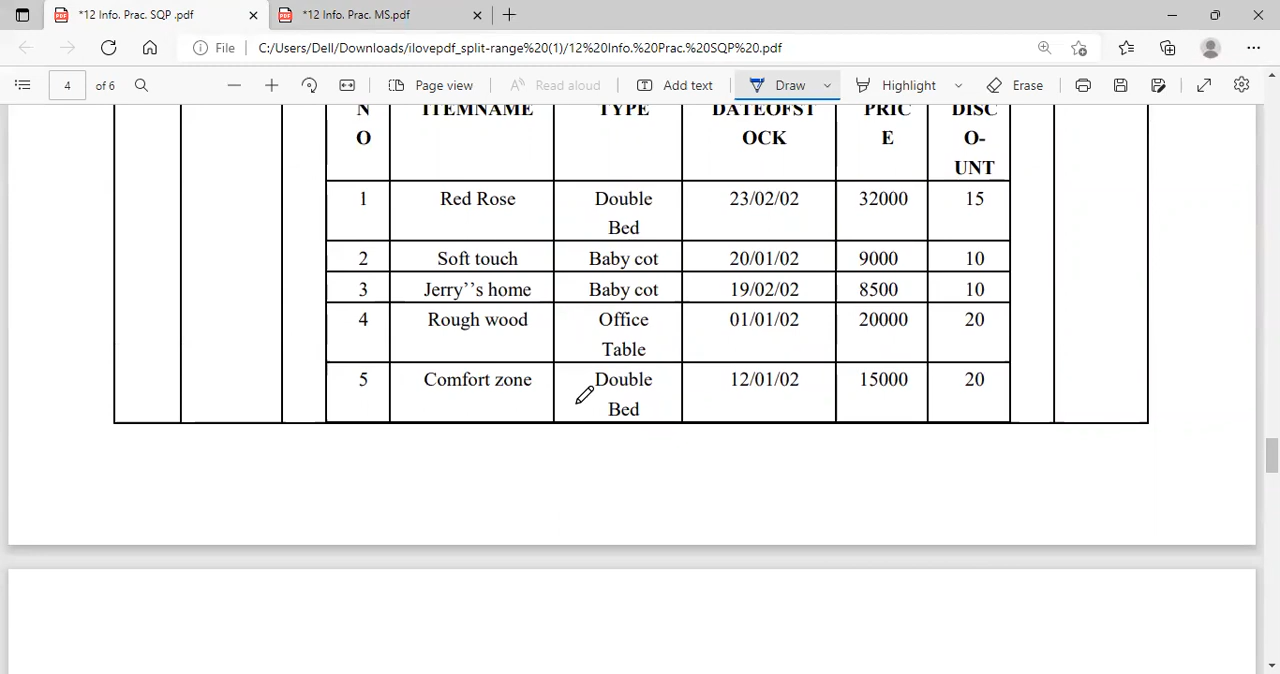 *12 Info. Prac. SQP .pdf
*12 Info. Prac. MS.pdf
File C:/Users/Dell/Downloads/ilovepdf_split-range%20(1)/12%20Info.%20Prac.%20SQP%20.pdf
4 of 6 Page view Read aloud Add text Draw Highlight Erase
N ITEMNAME TYPE DATEOFST PRIC DISC
O OCK E O-
UNT
1 Red Rose Double 23/02/02 32000 15
Bed
2 Soft touch Baby cot 20/01/02 9000 10
3 Jerry’’s home Baby cot 19/02/02 8500 10
4 Rough wood Office 01/01/02 20000 20
Table
5 Comfort zone Double 12/01/02 15000 20
Bed